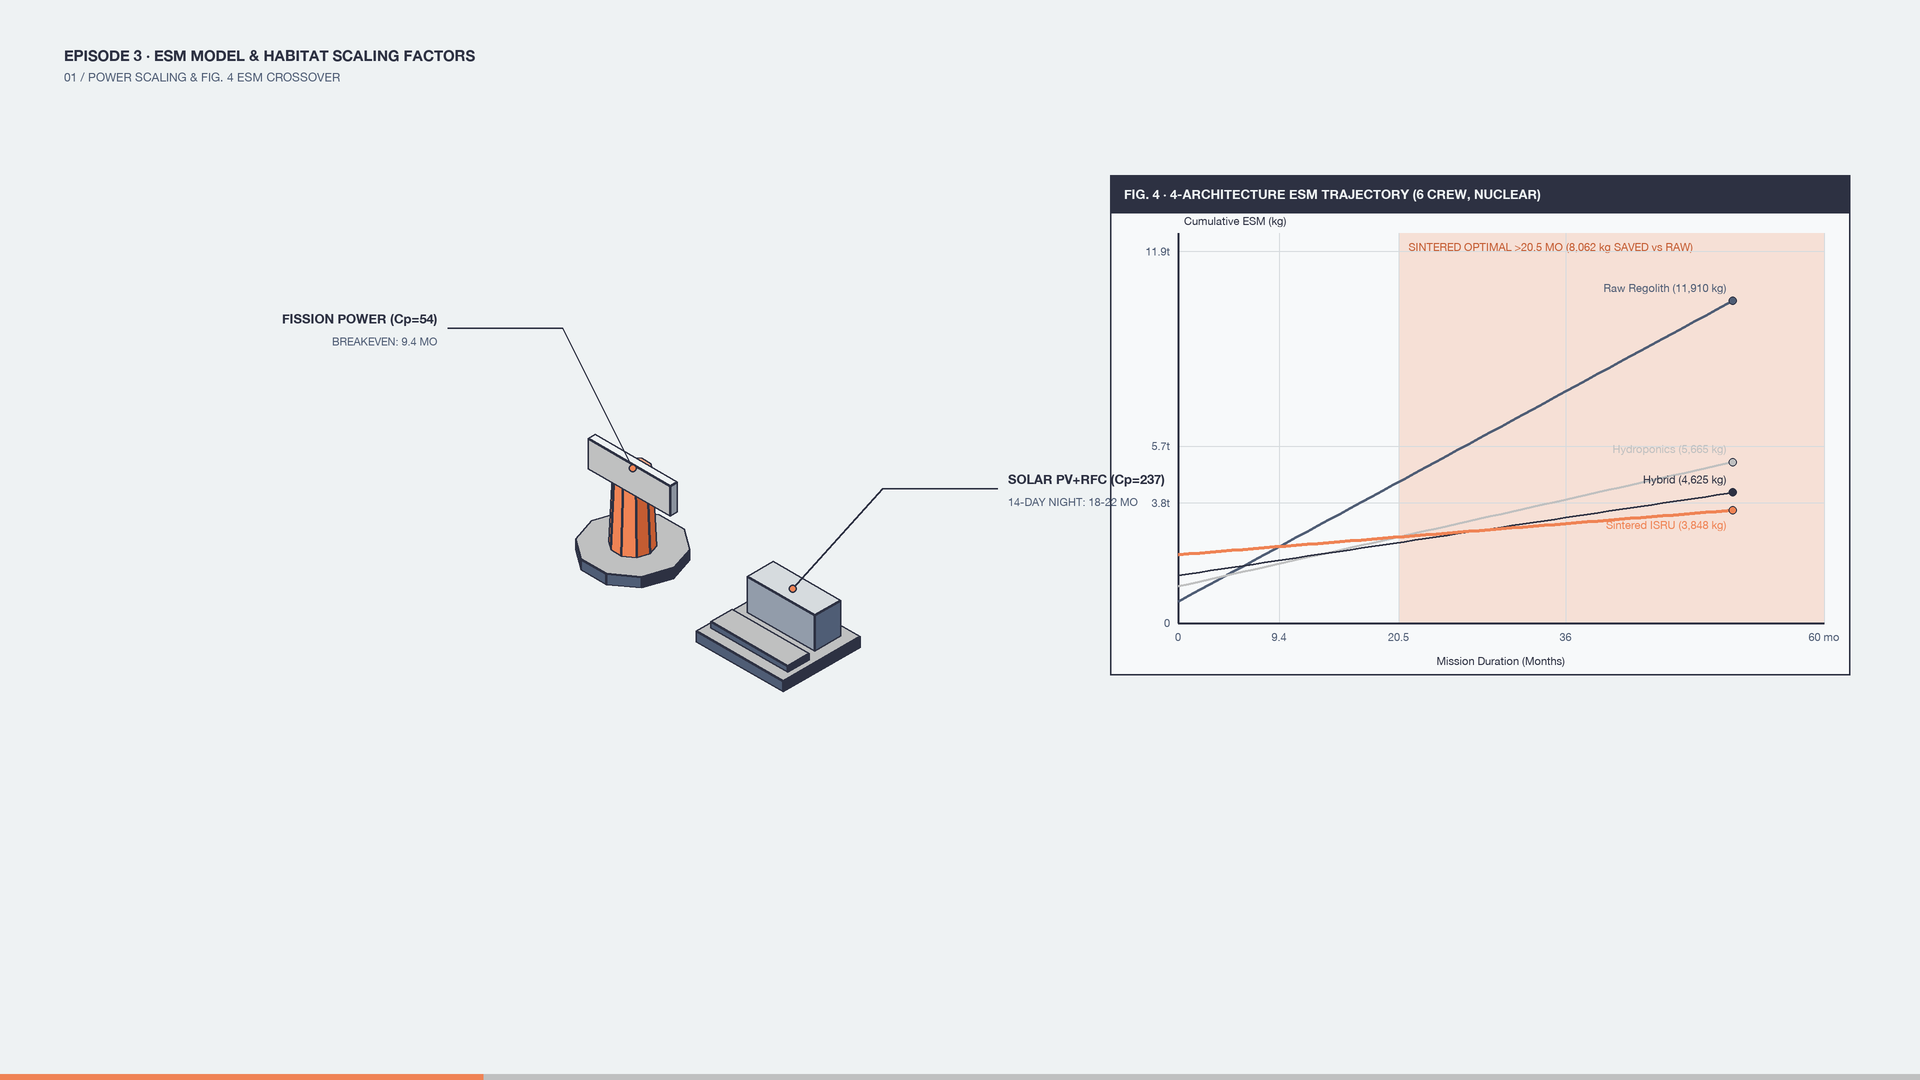 EPISODE 3 · ESM MODEL & HABITAT SCALING FACTORS
01 / POWER SCALING & FIG. 4 ESM CROSSOVER
FISSION POWER (Cp=54)
BREAKEVEN: 9.4 MO
SOLAR PV+RFC (Cp=237)
14-DAY NIGHT: 18-22 MO
FIG. 4 · 4-ARCHITECTURE ESM TRAJECTORY (6 CREW, NUCLEAR)
Cumulative ESM (kg)
SINTERED OPTIMAL >20.5 MO (8,062 kg SAVED vs RAW)
11.9t
Raw Regolith (11,910 kg)
5.7t
Hydroponics (5,665 kg)
Hybrid (4,625 kg)
3.8t
Sintered ISRU (3,848 kg)
0
0 9.4 20.5 36 60 mo
Mission Duration (Months)